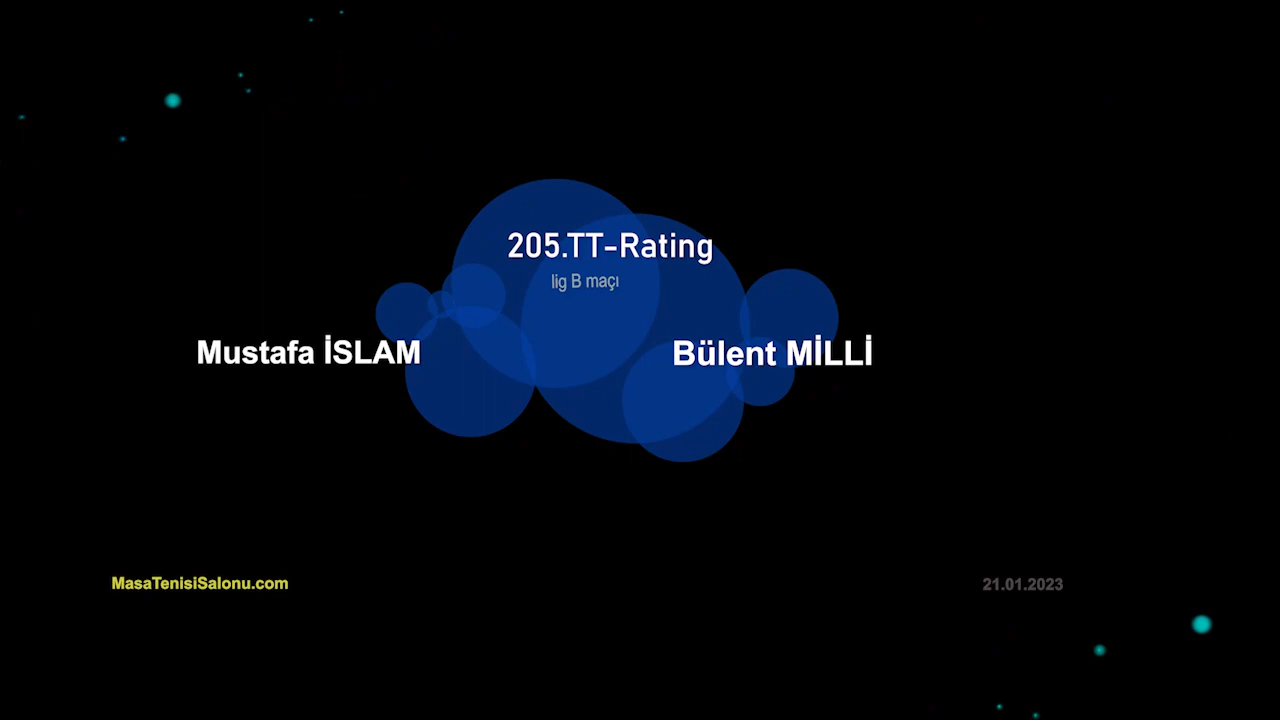 205.TT-Rating
lig B maçı
Mustafa İSLAM
Bülent MİLLİ
MasaTenisiSalonu.com
21.01.2023